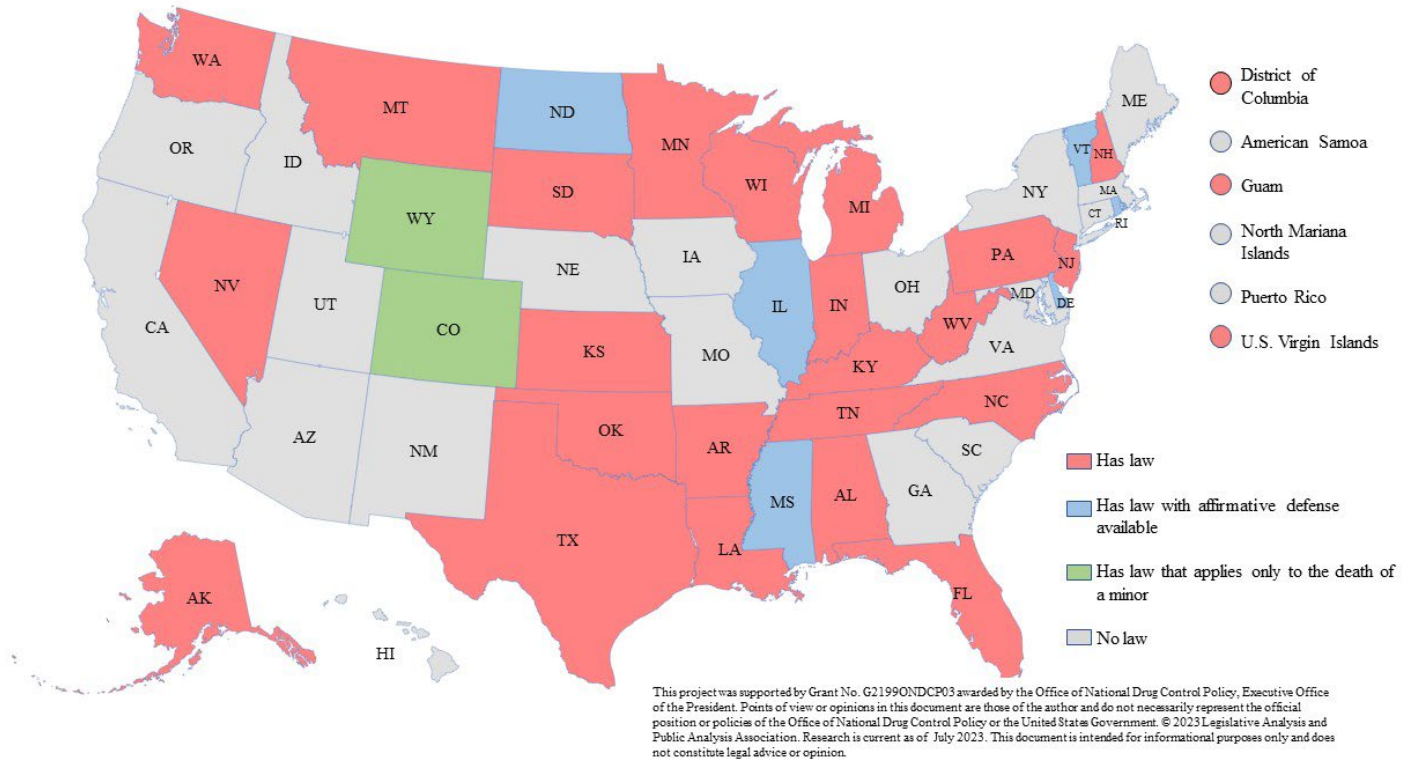 WA
MT
ND
MN
ME
OR
ID
SD
WI
MI
VT
NH
NY
MA
CT
RI
WY
NV
UT
CA
CO
NE
IA
IL
IN
OH
PA
NJ
MD
DE
WV
VA
KS
MO
KY
AZ
NM
OK
AR
TN
NC
SC
TX
LA
MS
AL
GA
FL
AK
HI
District of
Columbia
American Samoa
Guam
North Mariana
Islands
Puerto Rico
U.S. Virgin Islands
Has law
Has law with affirmative defense
available
Has law that applies only to the death of
a minor
No law
This project was supported by Grant No. G2199ONDCP03 awarded by the Office of National Drug Control Policy, Executive Office
of the President. Points of view or opinions in this document are those of the author and do not necessarily represent the official
position or policies of the Office of National Drug Control Policy or the United States Government. © 2023 Legislative Analysis and
Public Analysis Association. Research is current as of July 2023. This document is intended for informational purposes only and does
not constitute legal advice or opinion.